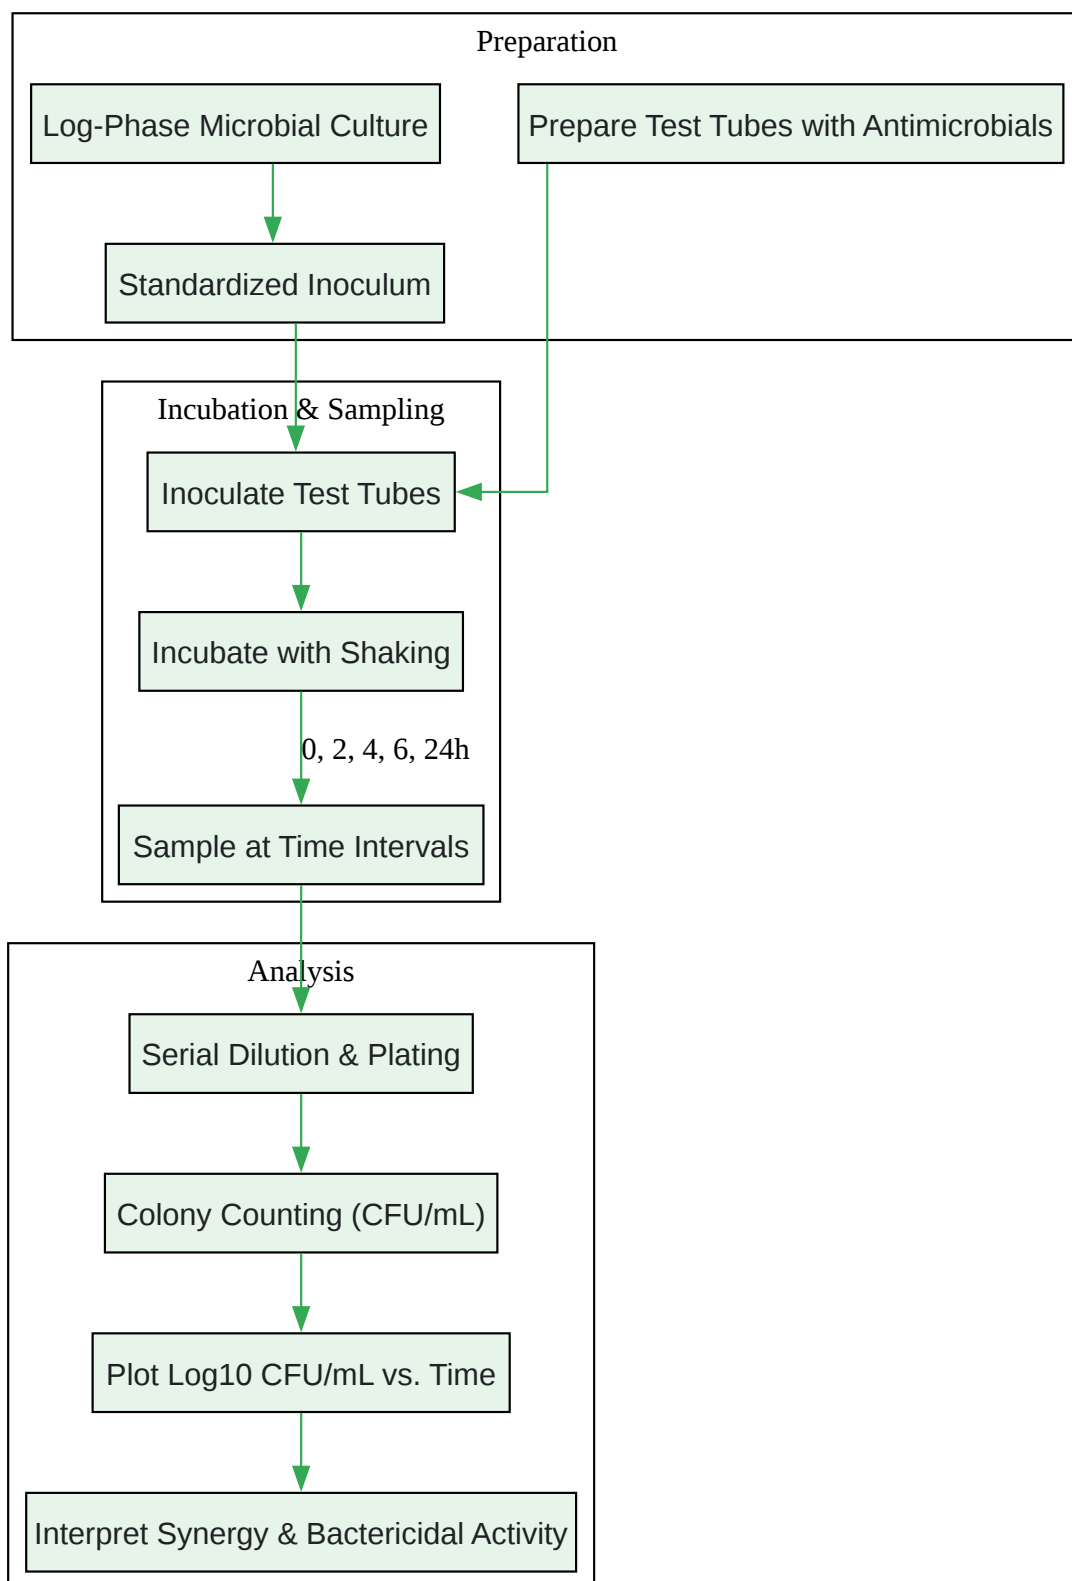 Preparation
Log-Phase Microbial Culture
Prepare Test Tubes with Antimicrobials
Standardized Inoculum
Incubation & Sampling
Inoculate Test Tubes
Incubate with Shaking
0, 2, 4, 6, 24h
Sample at Time Intervals
Analysis
Serial Dilution & Plating
Colony Counting (CFU/mL)
Plot Log10 CFU/mL vs. Time
Interpret Synergy & Bactericidal Activity